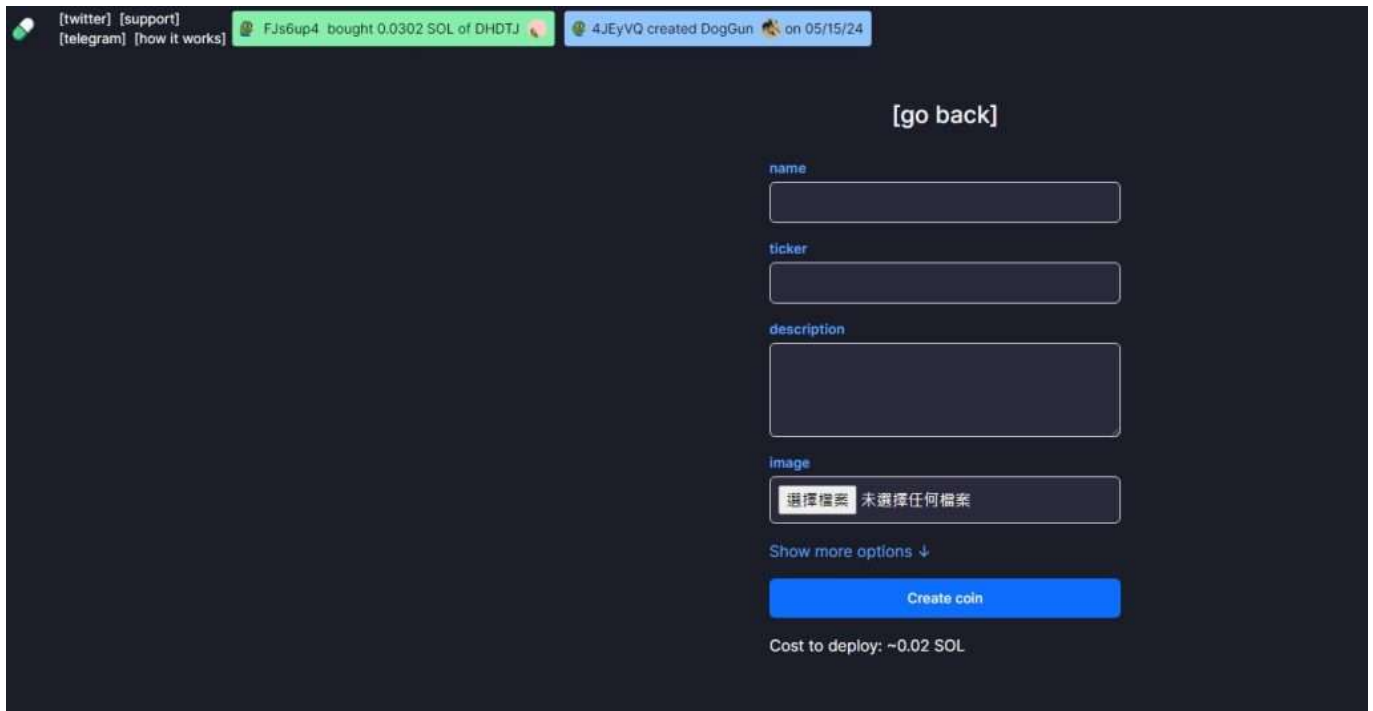 [twitter] [support]
[telegram] [how it works]
FJs6up4 bought 0.0302 SOL of DHDTJ
4JEyVQ created DogGun on 05/15/24
[go back]
name
ticker
description
image
選擇檔案 未選擇任何檔案
Show more options ↓
Create coin
Cost to deploy: ~0.02 SOL